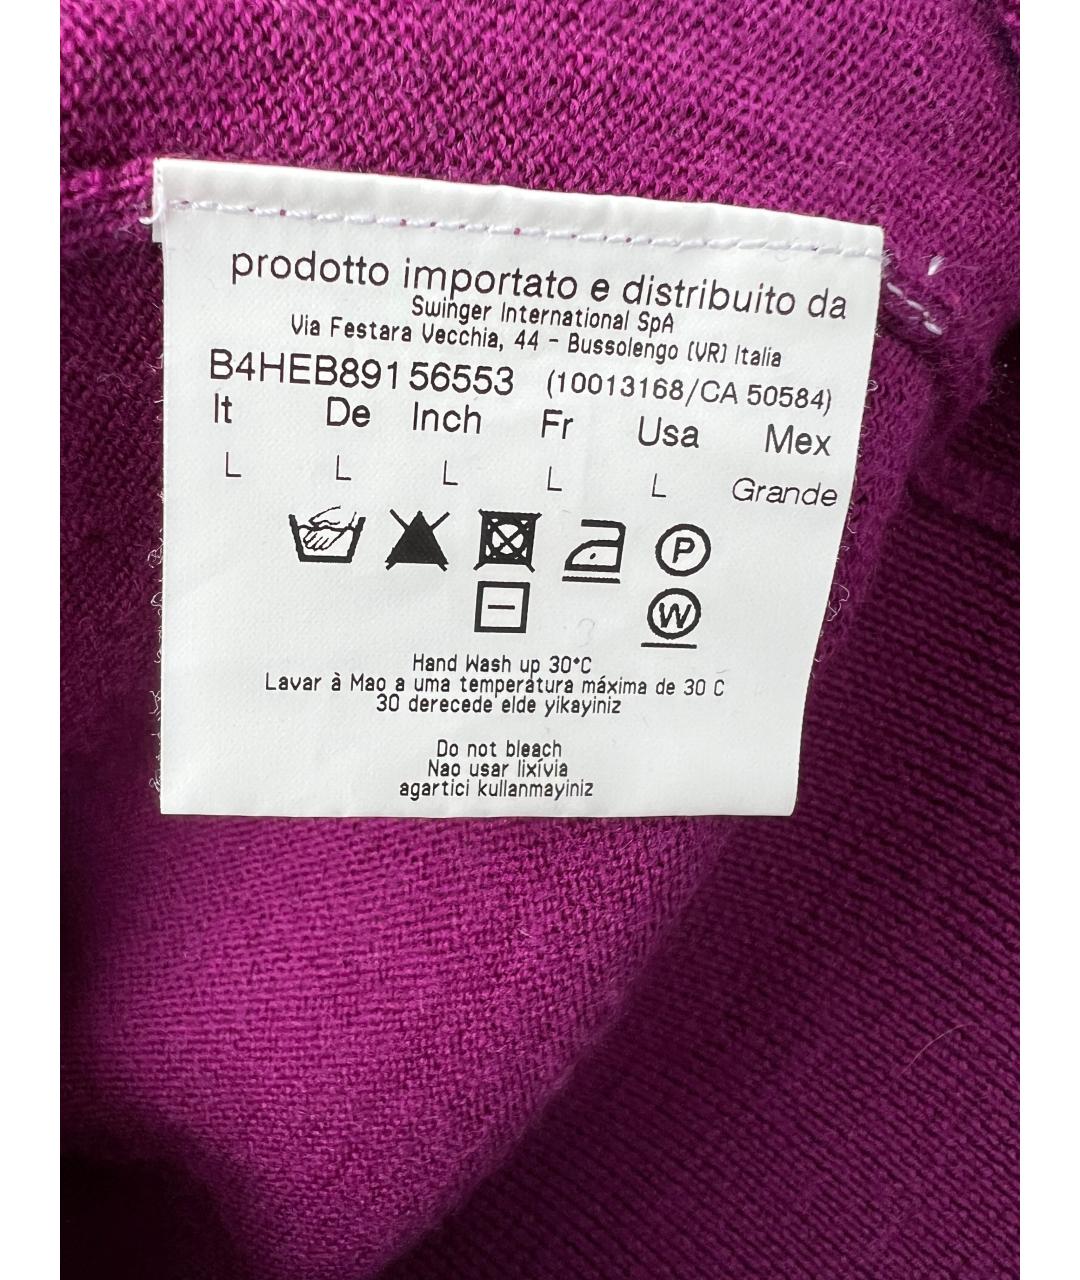 prodotto importato e distribuito da
Swinger International SpA
Via Festara Vecchia, 44 - Bussolengo (VR) Italia
B4HEB891 56553 (10013168/CA 50584)
It De Inch Fr Usa Mex
L L L L L Grande
P
W
Hand Wash up 30°C
Lavar à Mao a uma temperatura máxima de 30 C
30 derecede elde yikayiniz
Do not bleach
Nao usar lixívia
agartici kullanmayiniz